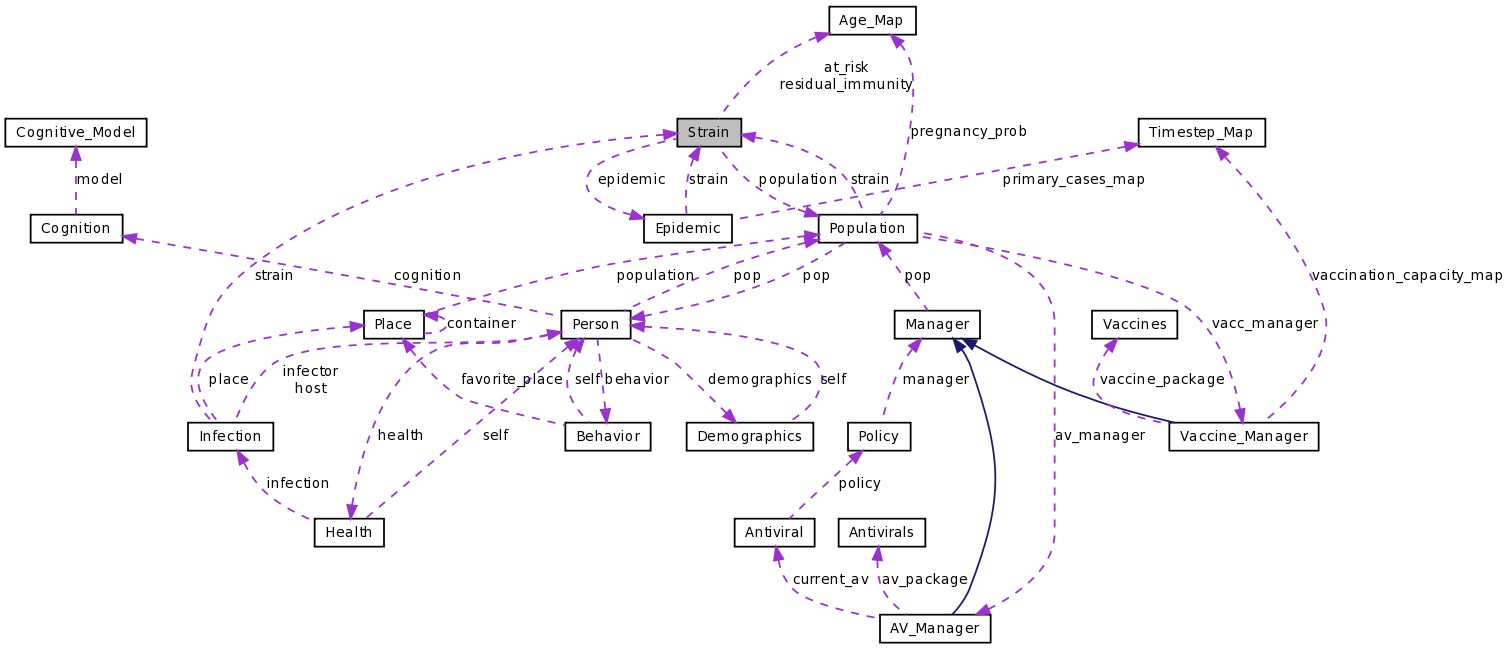 Age_Map
at_risk
residual_immunity
Cognitive_Model
Strain
pregnancy_prob
Timestep_Map
model
epidemic
strain
population
strain
primary_cases_map
Cognition
Epidemic
Population
strain
cognition
population
pop
pop
pop
vaccination_capacity_map
Place
container
Person
Manager
Vaccines
vacc_manager
place
infector
host
favorite_place
self
behavior
demographics
self
manager
vaccine_package
Infection
health
self
Behavior
Demographics
Policy
av_manager
Vaccine_Manager
infection
policy
Health
Antiviral
Antivirals
current_av
av_package
AV_Manager